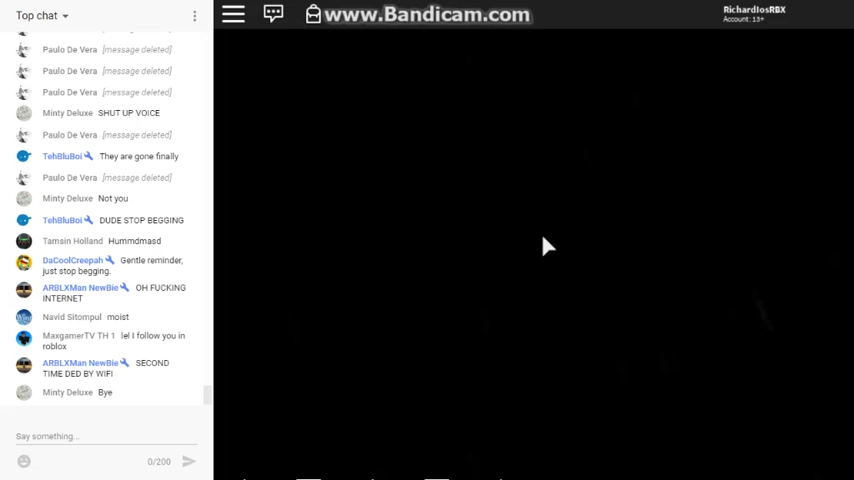 Top chat
www.Bandicam.com
RichardIosRBX
Account: 13+
Paulo De Vera [message deleted]
Paulo De Vera [message deleted]
Paulo De Vera [message deleted]
Minty Deluxe SHUT UP VOICE
Paulo De Vera [message deleted]
TehBluBoi They are gone finally
Paulo De Vera [message deleted]
Minty Deluxe Not you
TehBluBoi DUDE STOP BEGGING
Tamsin Holland Hummdmasd
DaCoolCreepah Gentle reminder,
just stop begging.
ARBLXMan NewBie OH FUCKING
INTERNET
Navid Sitompul moist
MaxgamerTV TH 1 lel I follow you in
roblox
ARBLXMan NewBie SECOND
TIME DED BY WIFI
Minty Deluxe Bye
Say something...
0/200